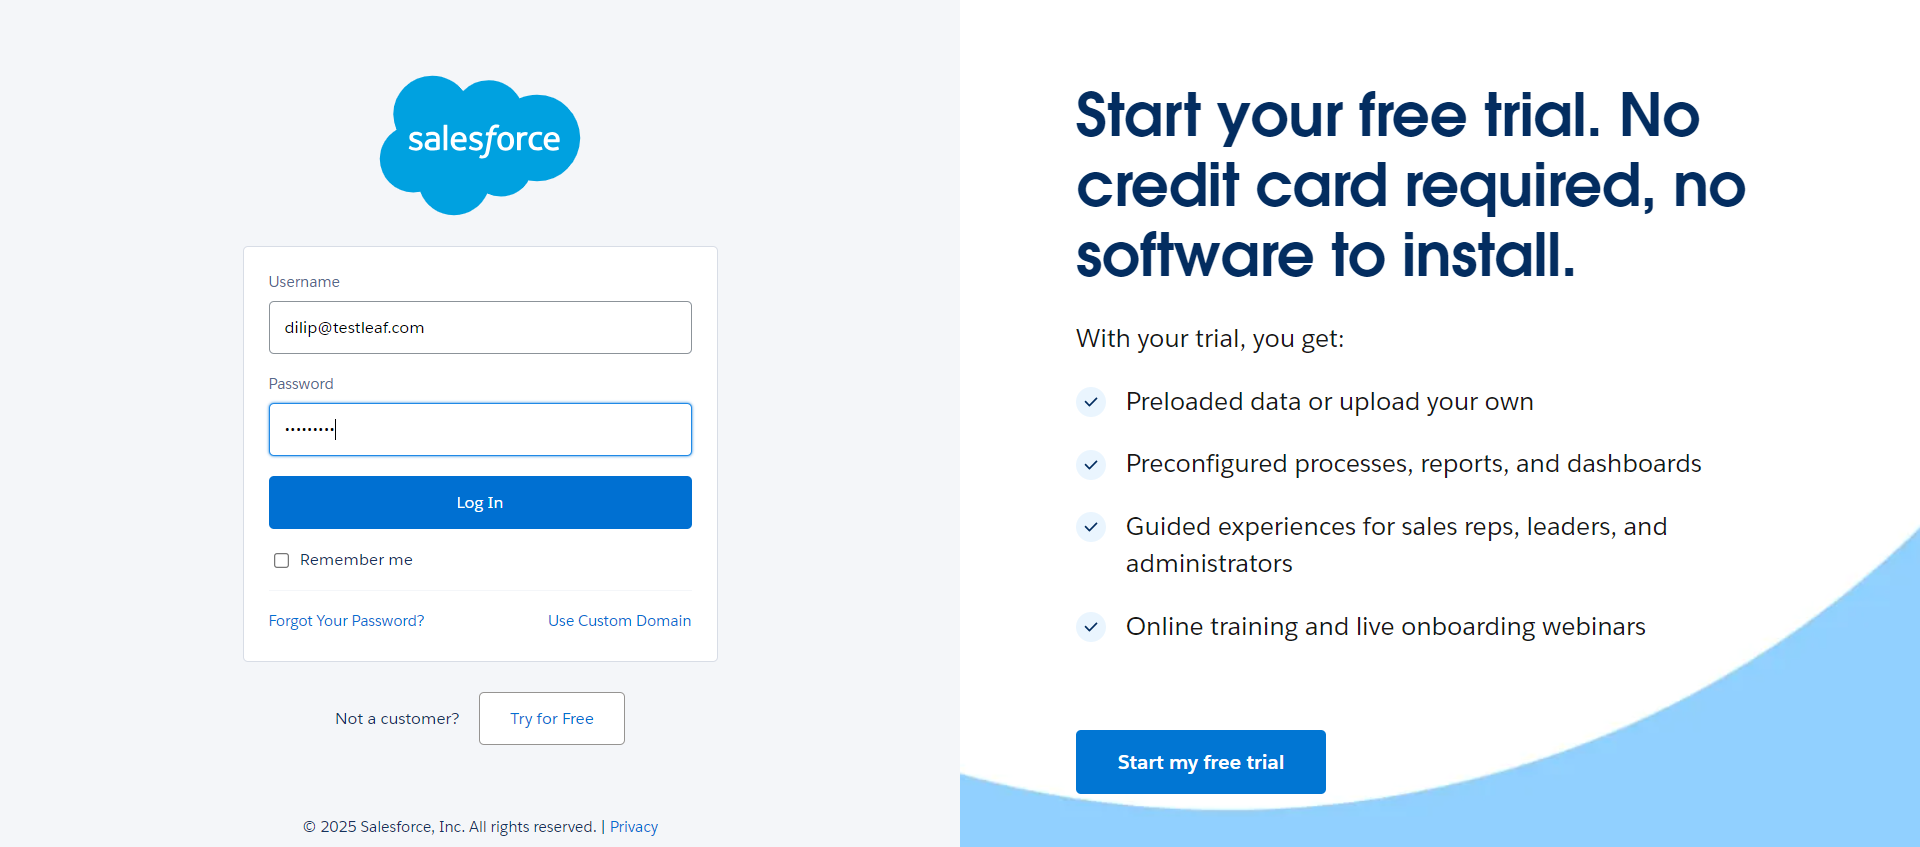 salesforce
Username
dilip@testleaf.com
Password
•••••••••
Log In
Remember me
Forgot Your Password?
Use Custom Domain
Not a customer?
Try for Free
© 2025 Salesforce, Inc. All rights reserved. | Privacy
Start your free trial. No
credit card required, no
software to install.
With your trial, you get:
Preloaded data or upload your own
Preconfigured processes, reports, and dashboards
Guided experiences for sales reps, leaders, and
administrators
Online training and live onboarding webinars
Start my free trial